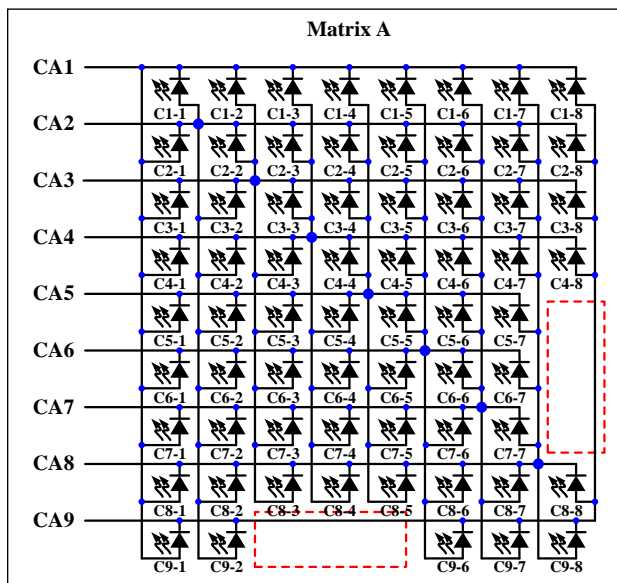 Matrix A
CA1
C1-1 C1-2 C1-3 C1-4 C1-5 C1-6 C1-7 C1-8
CA2
C2-1 C2-2 C2-3 C2-4 C2-5 C2-6 C2-7 C2-8
CA3
C3-1 C3-2 C3-3 C3-4 C3-5 C3-6 C3-7 C3-8
CA4
C4-1 C4-2 C4-3 C4-4 C4-5 C4-6 C4-7 C4-8
CA5
C5-1 C5-2 C5-3 C5-4 C5-5 C5-6 C5-7
CA6
C6-1 C6-2 C6-3 C6-4 C6-5 C6-6 C6-7
CA7
C7-1 C7-2 C7-3 C7-4 C7-5 C7-6 C7-7
CA8
C8-1 C8-2 C8-3 C8-4 C8-5 C8-6 C8-7 C8-8
CA9
C9-1 C9-2 C9-6 C9-7 C9-8